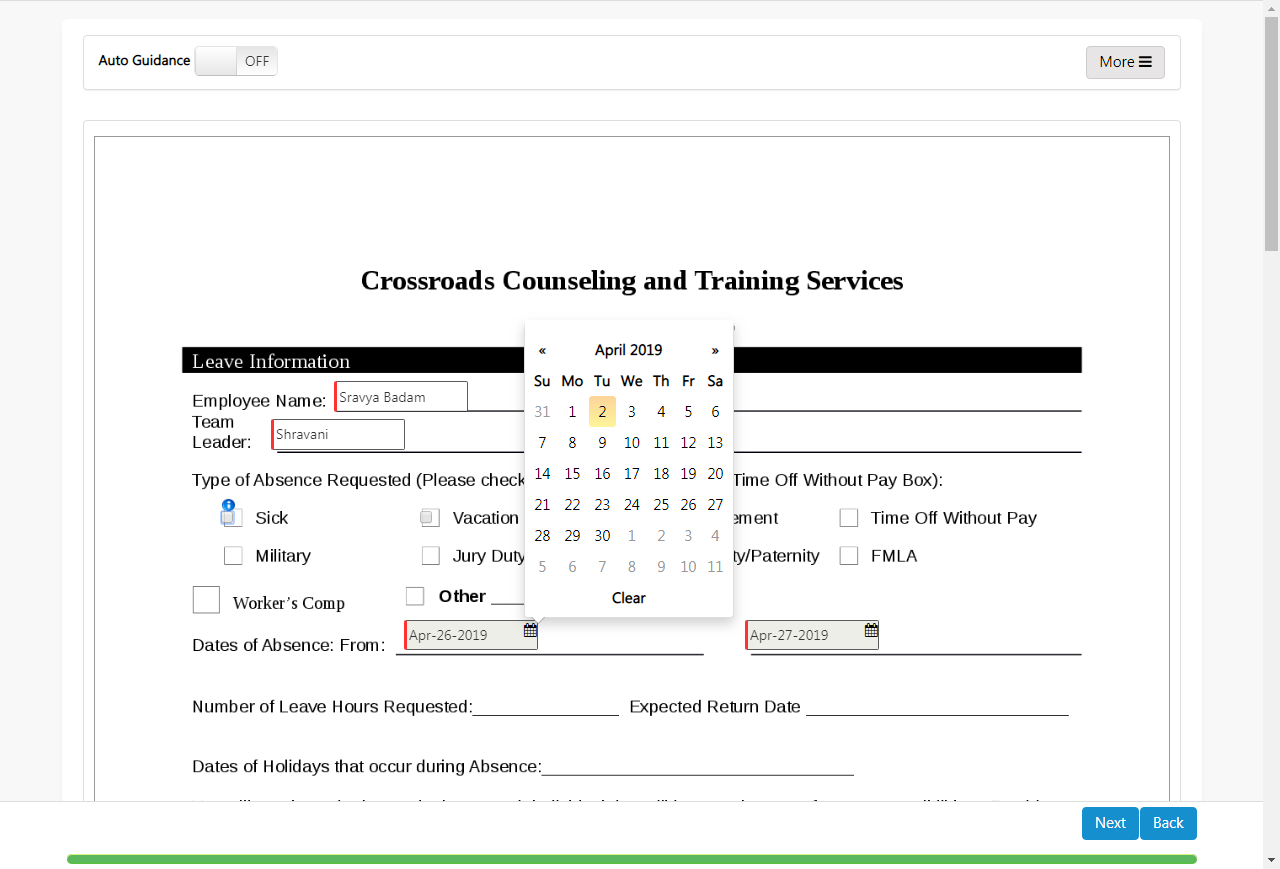 Auto Guidance OFF More
Crossroads Counseling and Training Services
Leave Information
Employee Name: Sravya Badam
Team
Leader: Shravani
Type of Absence Requested (Please check Time Off Without Pay Box):
Sick Vacation ement Time Off Without Pay
Military Jury Duty ty/Paternity FMLA
Worker's Comp Other ____
Dates of Absence: From: Apr-26-2019 Apr-27-2019
« April 2019 »
Su Mo Tu We Th Fr Sa
31 1 2 3 4 5 6
7 8 9 10 11 12 13
14 15 16 17 18 19 20
21 22 23 24 25 26 27
28 29 30 1 2 3 4
5 6 7 8 9 10 11
Clear
Number of Leave Hours Requested:________________ Expected Return Date ____________________________
Dates of Holidays that occur during Absence:__________________________________
Next Back